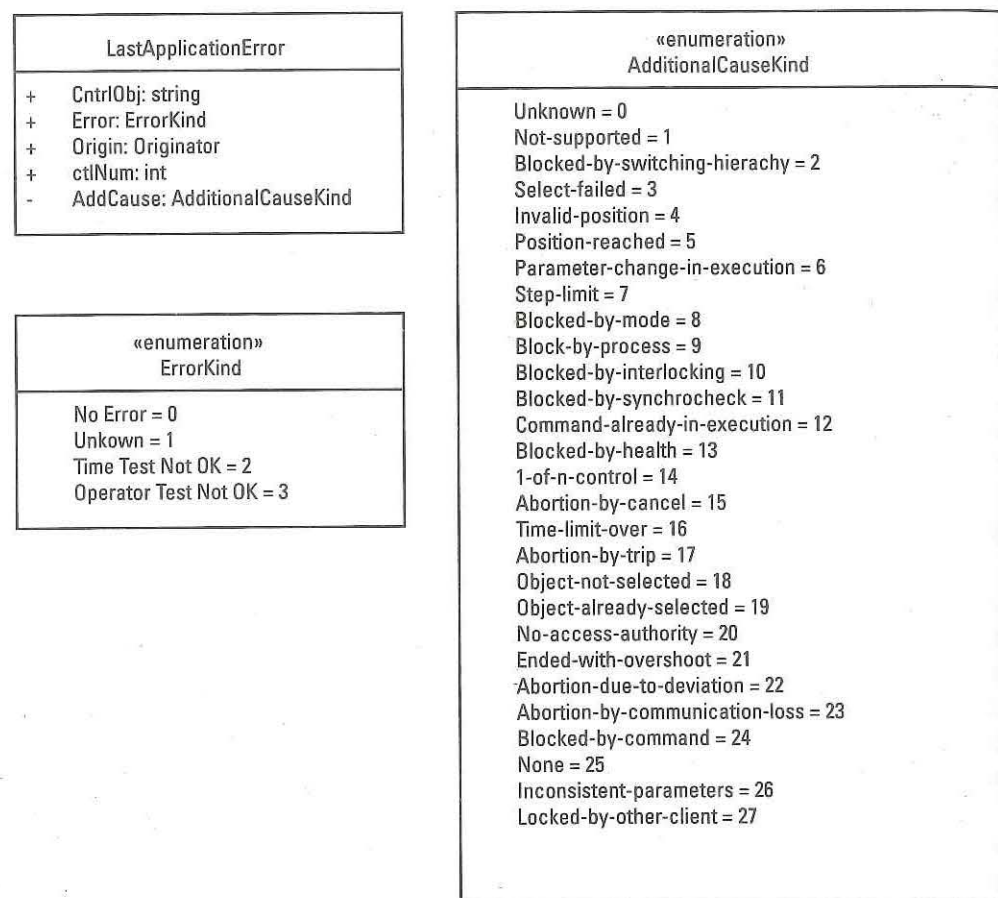 LastApplicationError
+ CntrlObj: string
+ Error: ErrorKind
+ Origin: Originator
+ ctlNum: int
- AddCause: AdditionalCauseKind
«enumeration»
ErrorKind
No Error = 0
Unkown = 1
Time Test Not OK = 2
Operator Test Not OK = 3
«enumeration»
AdditionalCauseKind
Unknown = 0
Not-supported = 1
Blocked-by-switching-hierachy = 2
Select-failed = 3
Invalid-position = 4
Position-reached = 5
Parameter-change-in-execution = 6
Step-limit = 7
Blocked-by-mode = 8
Block-by-process = 9
Blocked-by-interlocking = 10
Blocked-by-synchrocheck = 11
Command-already-in-execution = 12
Blocked-by-health = 13
1-of-n-control = 14
Abortion-by-cancel = 15
Time-limit-over = 16
Abortion-by-trip = 17
Object-not-selected = 18
Object-already-selected = 19
No-access-authority = 20
Ended-with-overshoot = 21
Abortion-due-to-deviation = 22
Abortion-by-communication-loss = 23
Blocked-by-command = 24
None = 25
Inconsistent-parameters = 26
Locked-by-other-client = 27